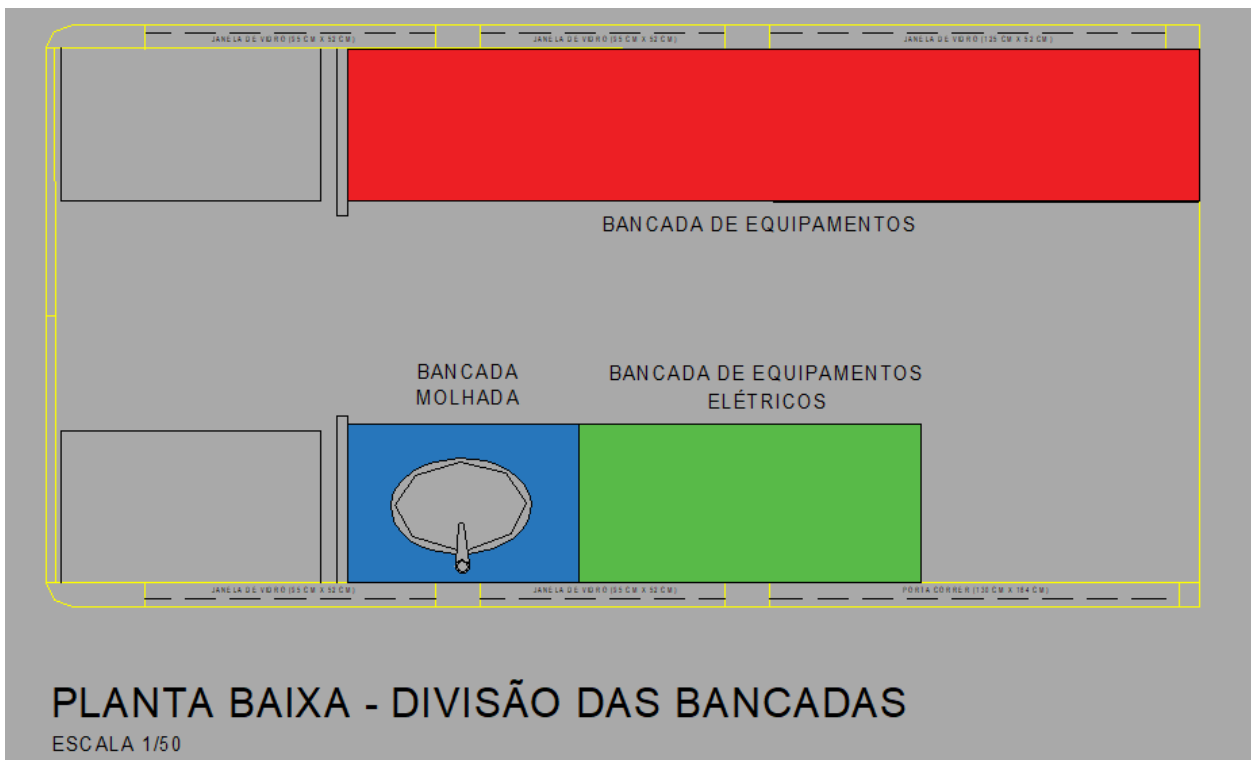 JANELA DE VIDRO (95 CM X 52 CM)
JANELA DE VIDRO (95 CM X 52 CM)
JANELA DE VIDRO (125 CM X 52 CM)
BANCADA DE EQUIPAMENTOS
BANCADA
MOLHADA
BANCADA DE EQUIPAMENTOS
ELÉTRICOS
JANELA DE VIDRO (95 CM X 52 CM)
JANELA DE VIDRO (95 CM X 52 CM)
PORTA CORRER (130 CM X 184 CM)
PLANTA BAIXA - DIVISÃO DAS BANCADAS
ESCALA 1/50